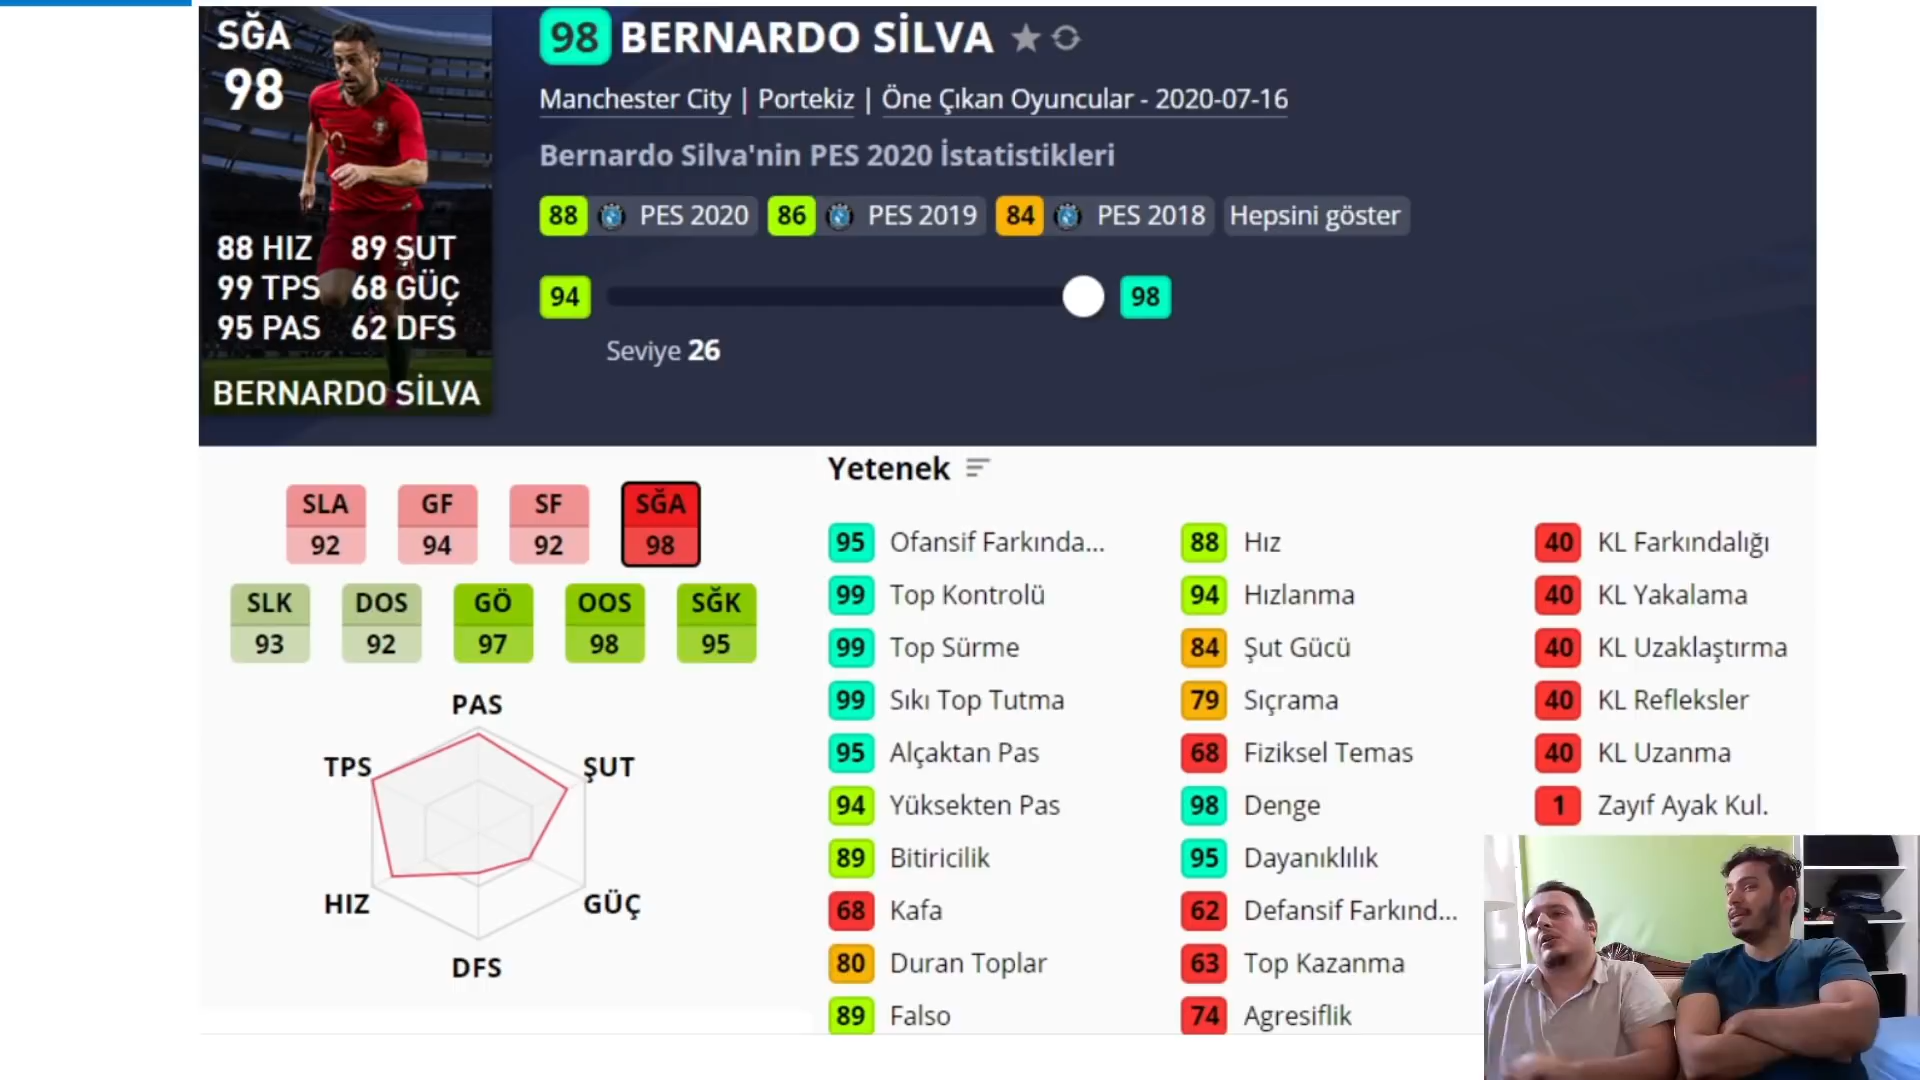 SĞA
98
88 HIZ 89 ŞUT
99 TPS 68 GÜÇ
95 PAS 62 DFS
BERNARDO SİLVA
98 BERNARDO SİLVA
Manchester City | Portekiz | Öne Çıkan Oyuncular - 2020-07-16
Bernardo Silva'nin PES 2020 İstatistikleri
88 PES 2020 86 PES 2019 84 PES 2018 Hepsini göster
94 98
Seviye 26
SLA GF SF SĞA
92 94 92 98
SLK DOS GÖ OOS SĞK
93 92 97 98 95
PAS
TPS ŞUT
HIZ GÜÇ
DFS
Yetenek
95 Ofansif Farkında...
99 Top Kontrolü
99 Top Sürme
99 Sıkı Top Tutma
95 Alçaktan Pas
94 Yüksekten Pas
89 Bitiricilik
68 Kafa
80 Duran Toplar
89 Falso
88 Hız
94 Hızlanma
84 Şut Gücü
79 Sıçrama
68 Fiziksel Temas
98 Denge
95 Dayanıklılık
62 Defansif Farkınd...
63 Top Kazanma
74 Agresiflik
40 KL Farkındalığı
40 KL Yakalama
40 KL Uzaklaştırma
40 KL Refleksler
40 KL Uzanma
1 Zayıf Ayak Kul.